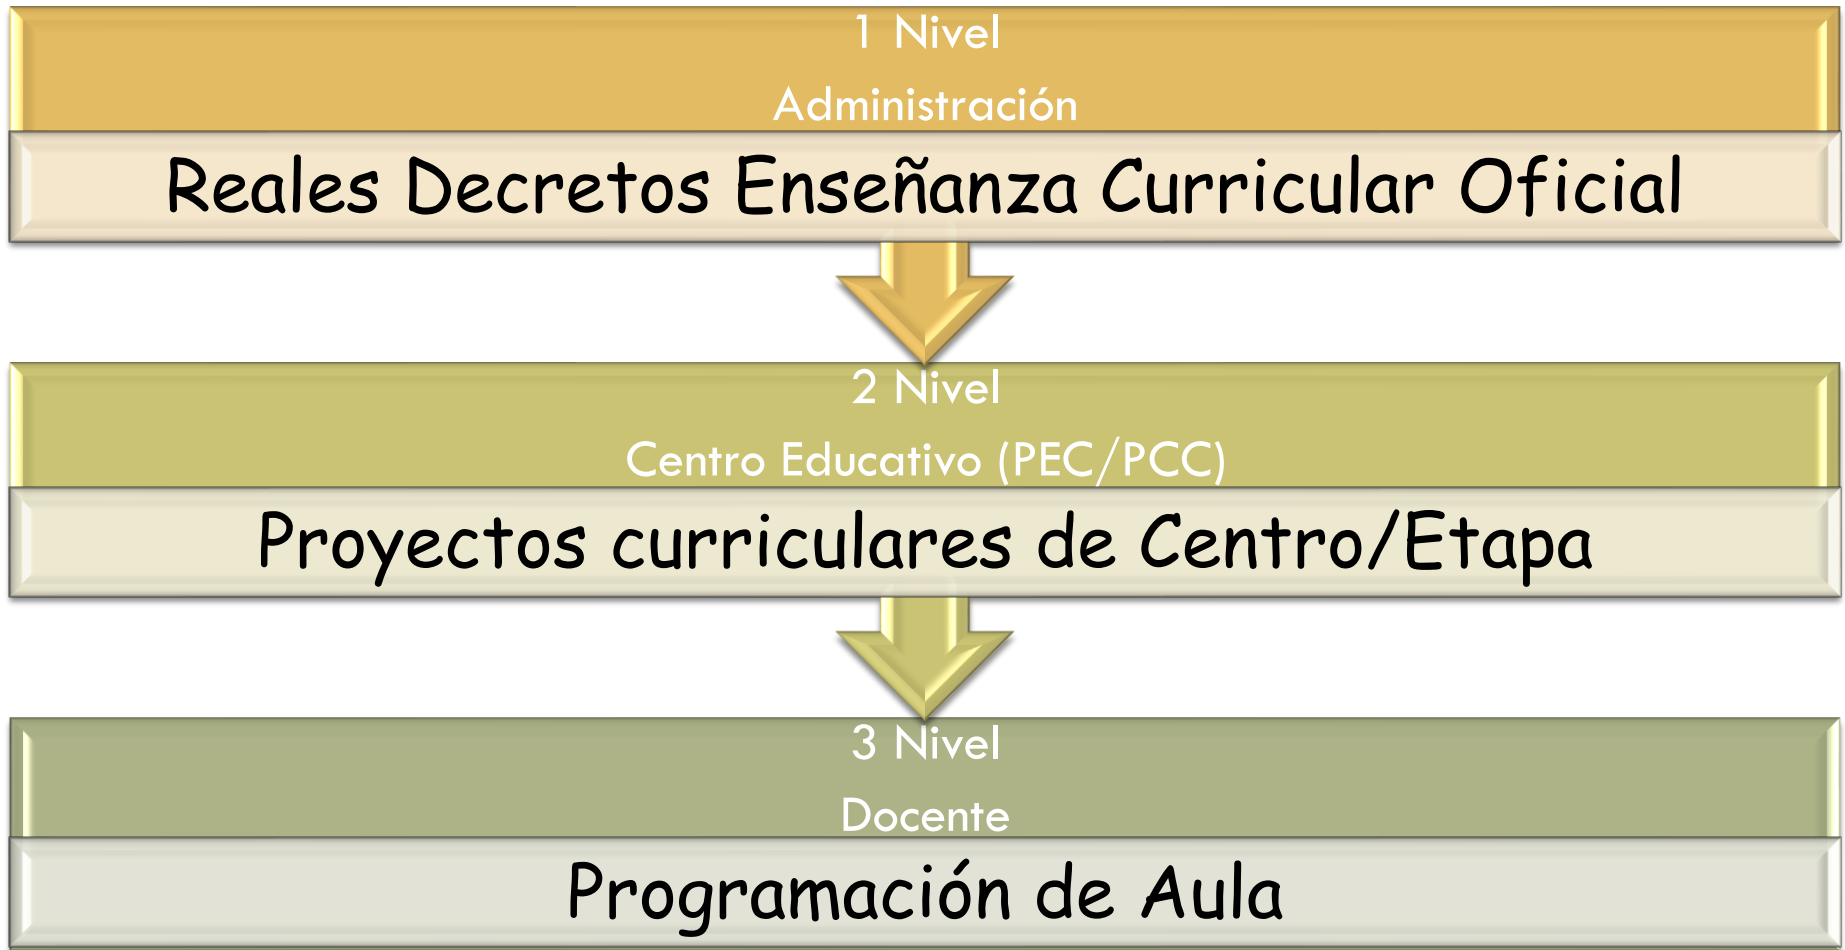 1 Nivel
Administración
Reales Decretos Enseñanza Curricular Oficial
2 Nivel
Centro Educativo (PEC/PCC)
Proyectos curriculares de Centro/Etapa
3 Nivel
Docente
Programación de Aula